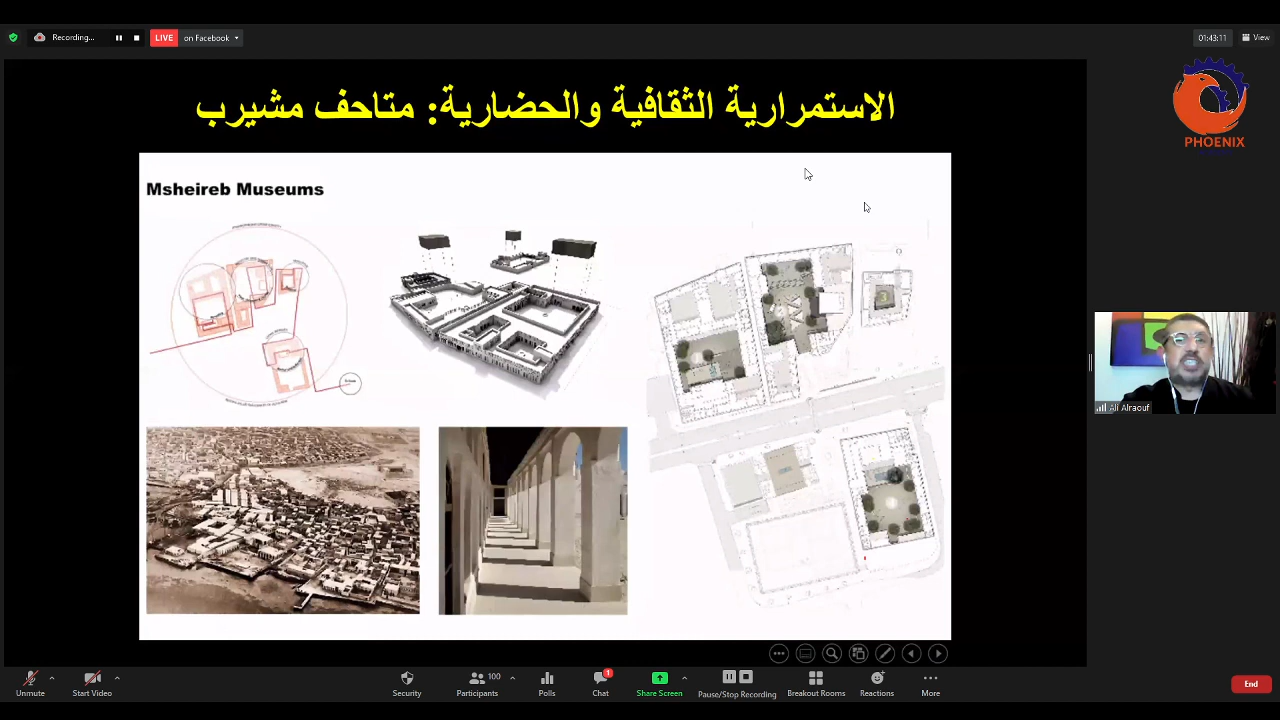 Recording...
LIVE
on Facebook
01:43:11
View
الاستمرارية الثقافية والحضارية: متاحف مشيرب
PHOENIX
Msheireb Museums
Ali Alraouf
Unmute
Start Video
Security
Participants
100
Polls
Chat
1
Share Screen
Pause/Stop Recording
Breakout Rooms
Reactions
More
End